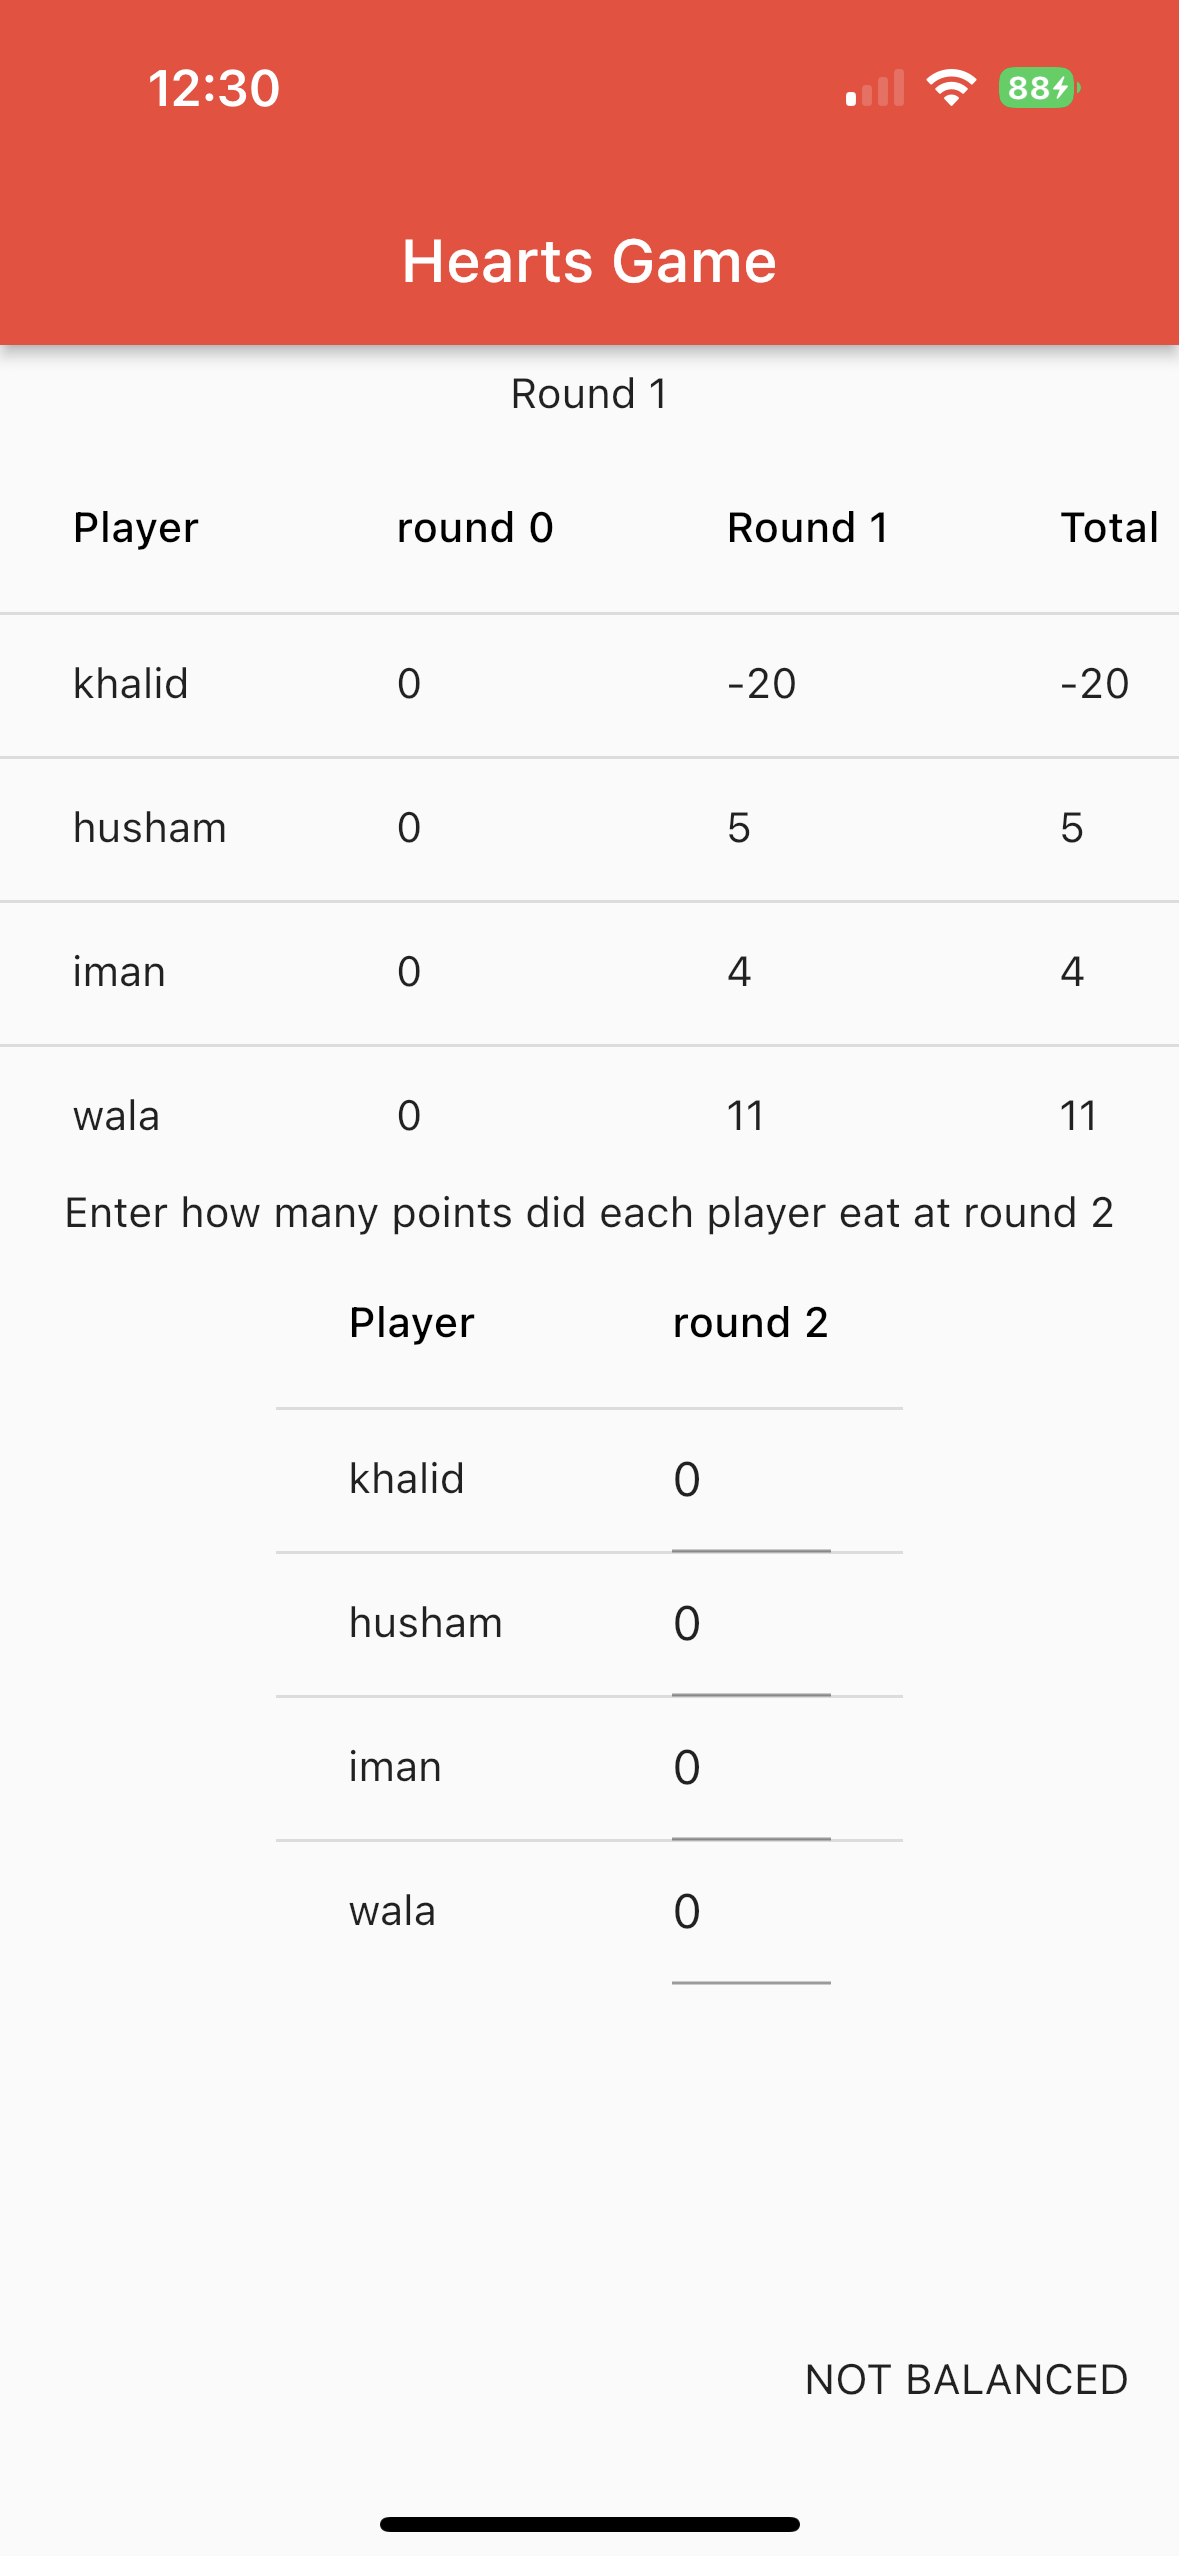 12:30 88
Hearts Game
Round 1
Player round 0 Round 1 Total
khalid 0 -20 -20
husham 0 5 5
iman 0 4 4
wala 0 11 11
Enter how many points did each player eat at round 2
Player round 2
khalid 0
husham 0
iman 0
wala 0
NOT BALANCED